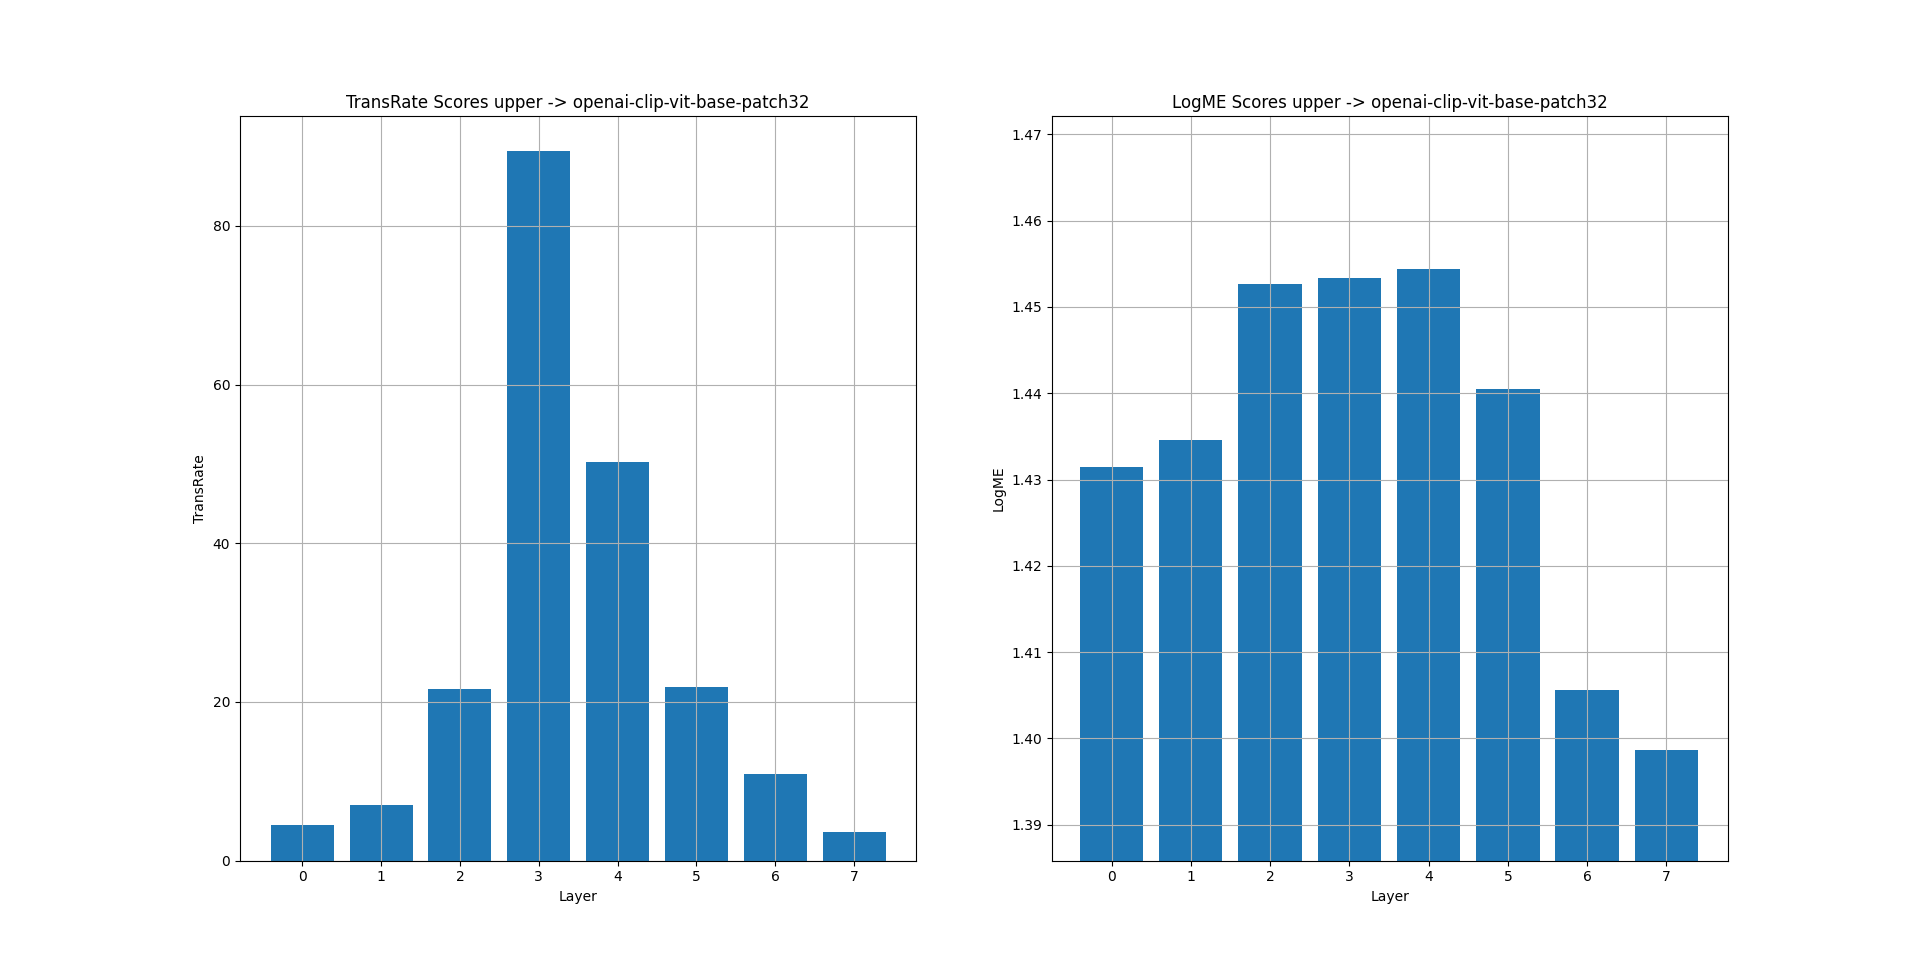 TransRate Scores upper -> openai-clip-vit-base-patch32
TransRate
80
60
40
20
0
0 1 2 3 4 5 6 7
Layer
LogME Scores upper -> openai-clip-vit-base-patch32
LogME
1.47
1.46
1.45
1.44
1.43
1.42
1.41
1.40
1.39
0 1 2 3 4 5 6 7
Layer